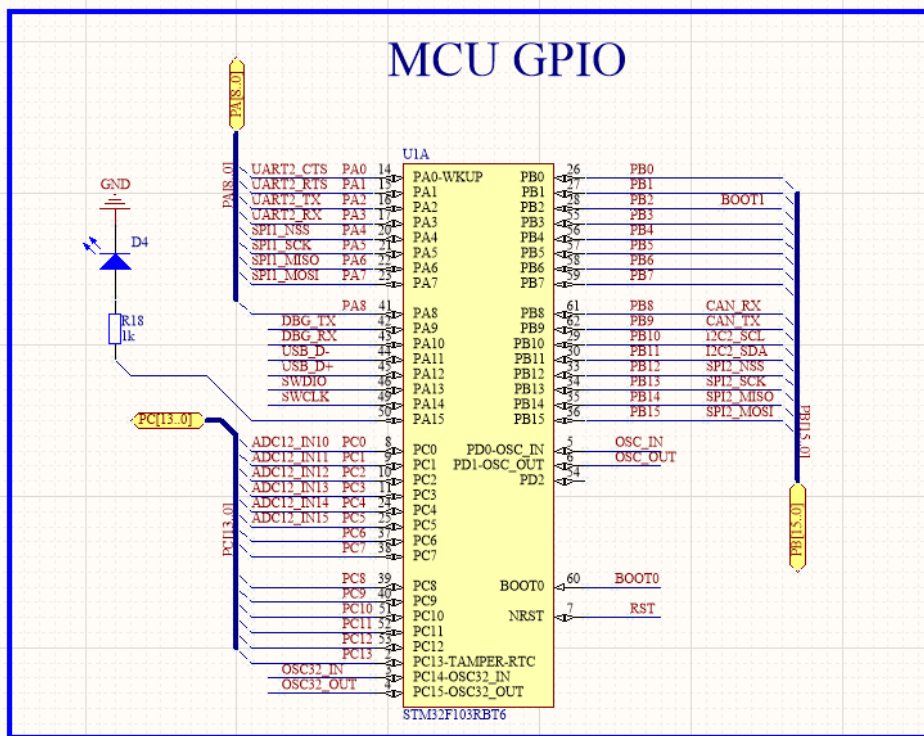 MCU GPIO
PA[8..0]
PA[8..0]
U1A
UART2_CTS PA0 14 PA0-WKUP PB0 26 PB0
UART2_RTS PA1 15 PA1 PB1 27 PB1
UART2_TX PA2 16 PA2 PB2 28 PB2 BOOT1
UART2_RX PA3 17 PA3 PB3 55 PB3
SPI1_NSS PA4 20 PA4 PB4 56 PB4
SPI1_SCK PA5 21 PA5 PB5 57 PB5
SPI1_MISO PA6 22 PA6 PB6 58 PB6
SPI1_MOSI PA7 23 PA7 PB7 59 PB7
GND
D4
R18
1k
PA8 41 PA8 PB8 61 PB8 CAN_RX
DBG_TX 42 PA9 PB9 62 PB9 CAN_TX
DBG_RX 43 PA10 PB10 29 PB10 I2C2_SCL
USB_D- 44 PA11 PB11 30 PB11 I2C2_SDA
USB_D+ 45 PA12 PB12 33 PB12 SPI2_NSS
SWDIO 46 PA13 PB13 34 PB13 SPI2_SCK
SWCLK 49 PA14 PB14 35 PB14 SPI2_MISO
50 PA15 PB15 36 PB15 SPI2_MOSI
PB[15..0]
PB[15..0]
PC[13..0]
PC[13..0]
ADC12_IN10 PC0 8 PC0 PD0-OSC_IN 5 OSC_IN
ADC12_IN11 PC1 9 PC1 PD1-OSC_OUT 6 OSC_OUT
ADC12_IN12 PC2 10 PC2 PD2 54
ADC12_IN13 PC3 11 PC3
ADC12_IN14 PC4 24 PC4
ADC12_IN15 PC5 25 PC5
PC6 37 PC6
PC7 38 PC7
PC8 39 PC8 BOOT0 60 BOOT0
PC9 40 PC9
PC10 51 PC10 NRST 7 RST
PC11 52 PC11
PC12 53 PC12
PC13 2 PC13-TAMPER-RTC
OSC32_IN 3 PC14-OSC32_IN
OSC32_OUT 4 PC15-OSC32_OUT
STM32F103RBT6